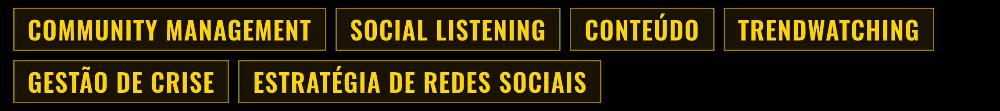 COMMUNITY MANAGEMENT SOCIAL LISTENING CONTEÚDO TRENDWATCHING
GESTÃO DE CRISE ESTRATÉGIA DE REDES SOCIAIS